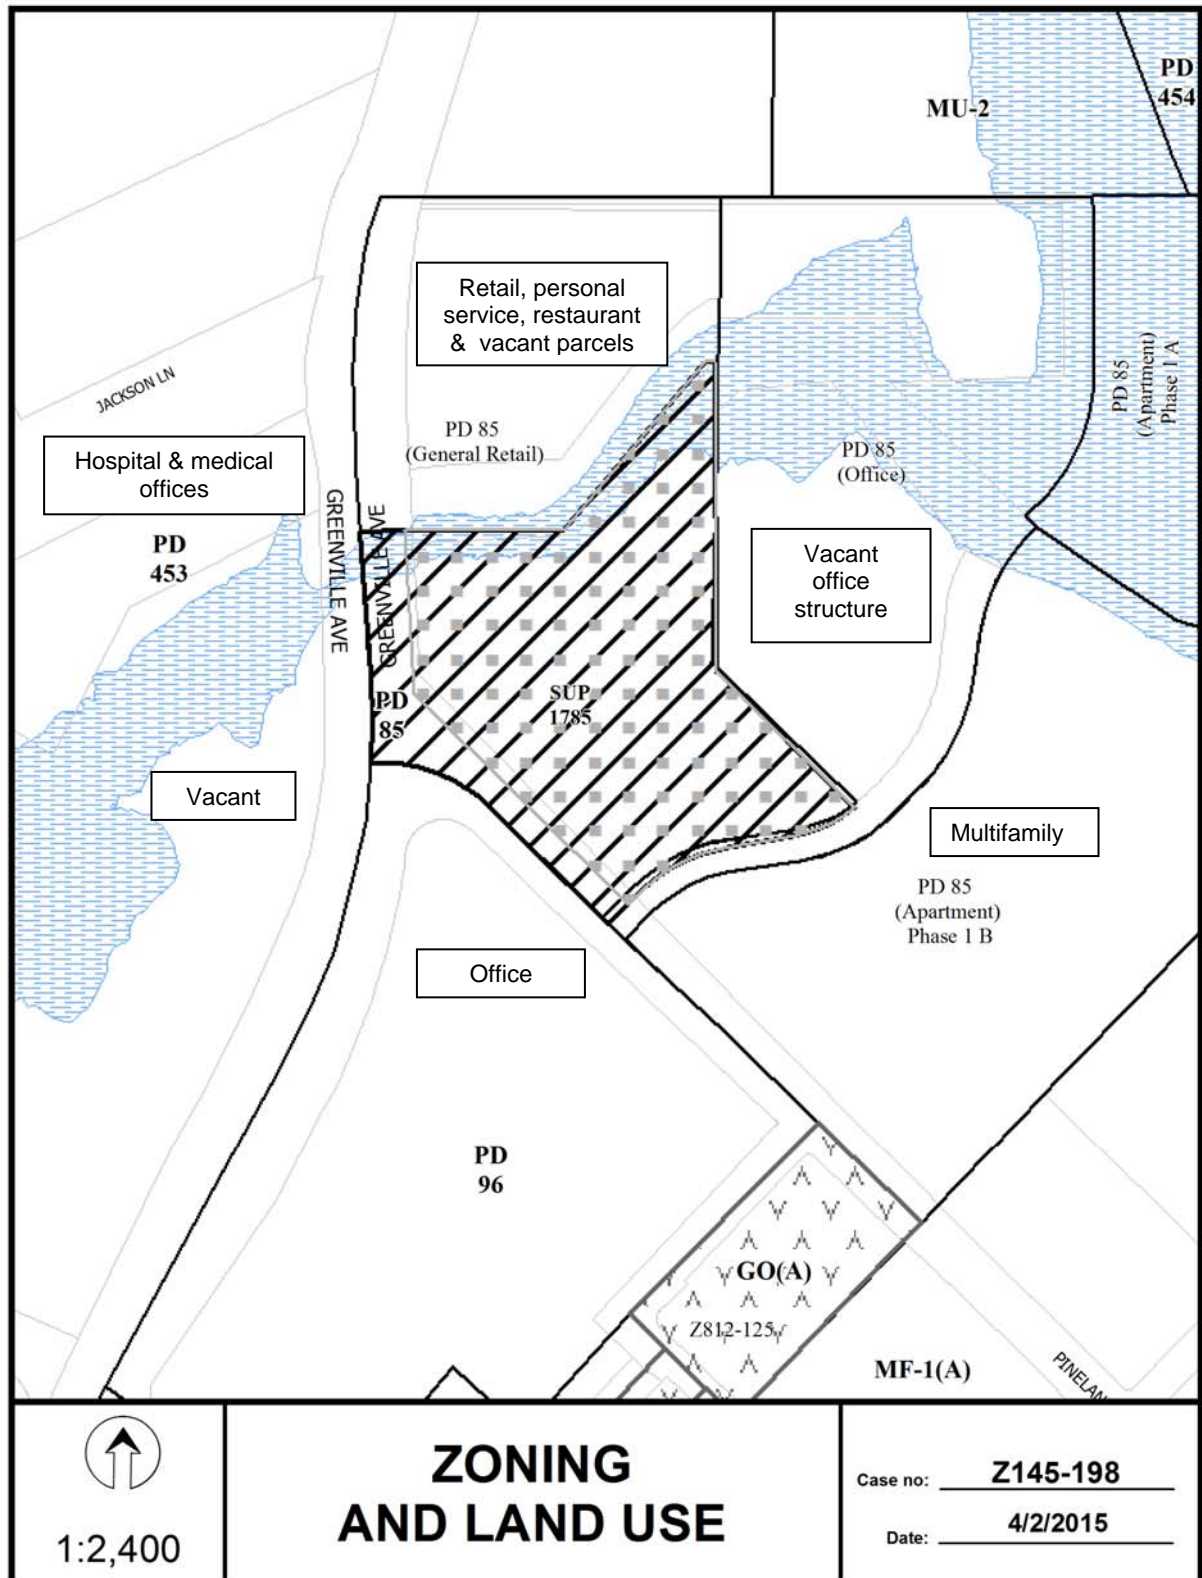 PD
454
MU-2
Retail, personal
service, restaurant
& vacant parcels
PD 85
(Apartment)
Phase 1 A
JACKSON LN
PD 85
(General Retail)
PD 85
(Office)
Hospital & medical
offices
GREENVILLE AVE
GREENVILLE AVE
PD
453
Vacant
office
structure
SUP
1785
PD
85
Vacant
Multifamily
PD 85
(Apartment)
Phase 1 B
Office
PD
96
GO(A)
Z812-125
MF-1(A)
1:2,400
ZONING
AND LAND USE
Case no: Z145-198
Date: 4/2/2015